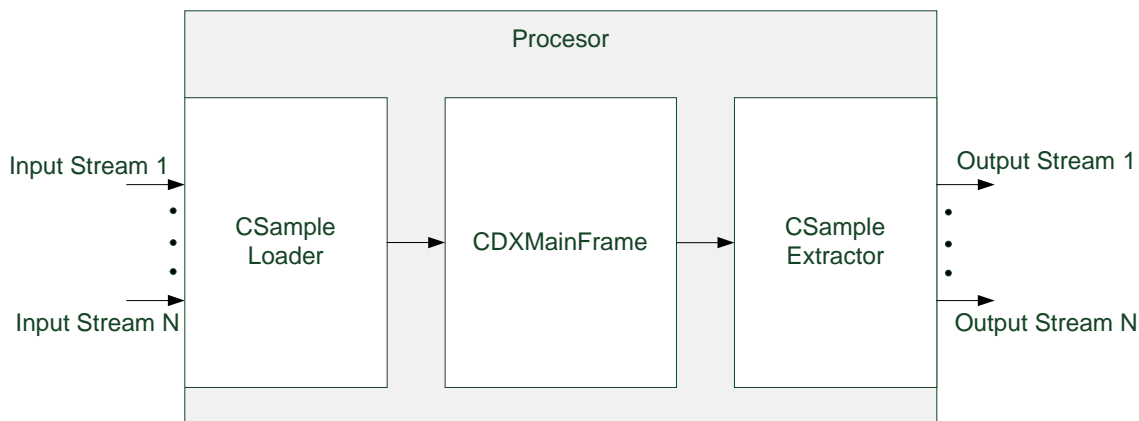 Procesor
Input Stream 1
Input Stream N
CSample
Loader
CDXMainFrame
CSample
Extractor
Output Stream 1
Output Stream N